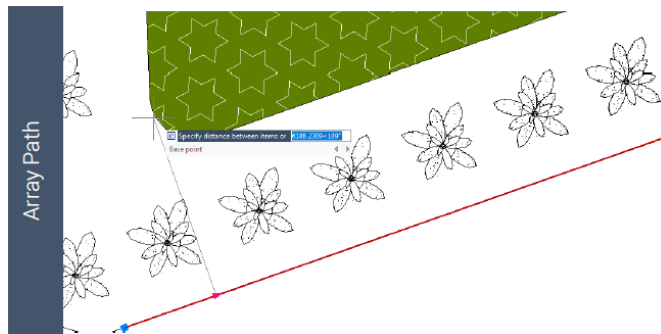 Array Path
Specify distance between items or 6188.2309<109°
Base point